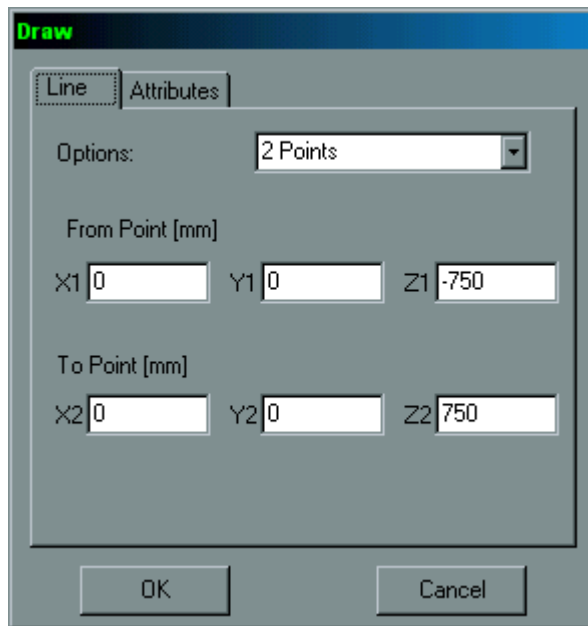 Draw
Line Attributes
Options: 2 Points
From Point [mm]
X1 0 Y1 0 Z1 -750
To Point [mm]
X2 0 Y2 0 Z2 750
OK Cancel